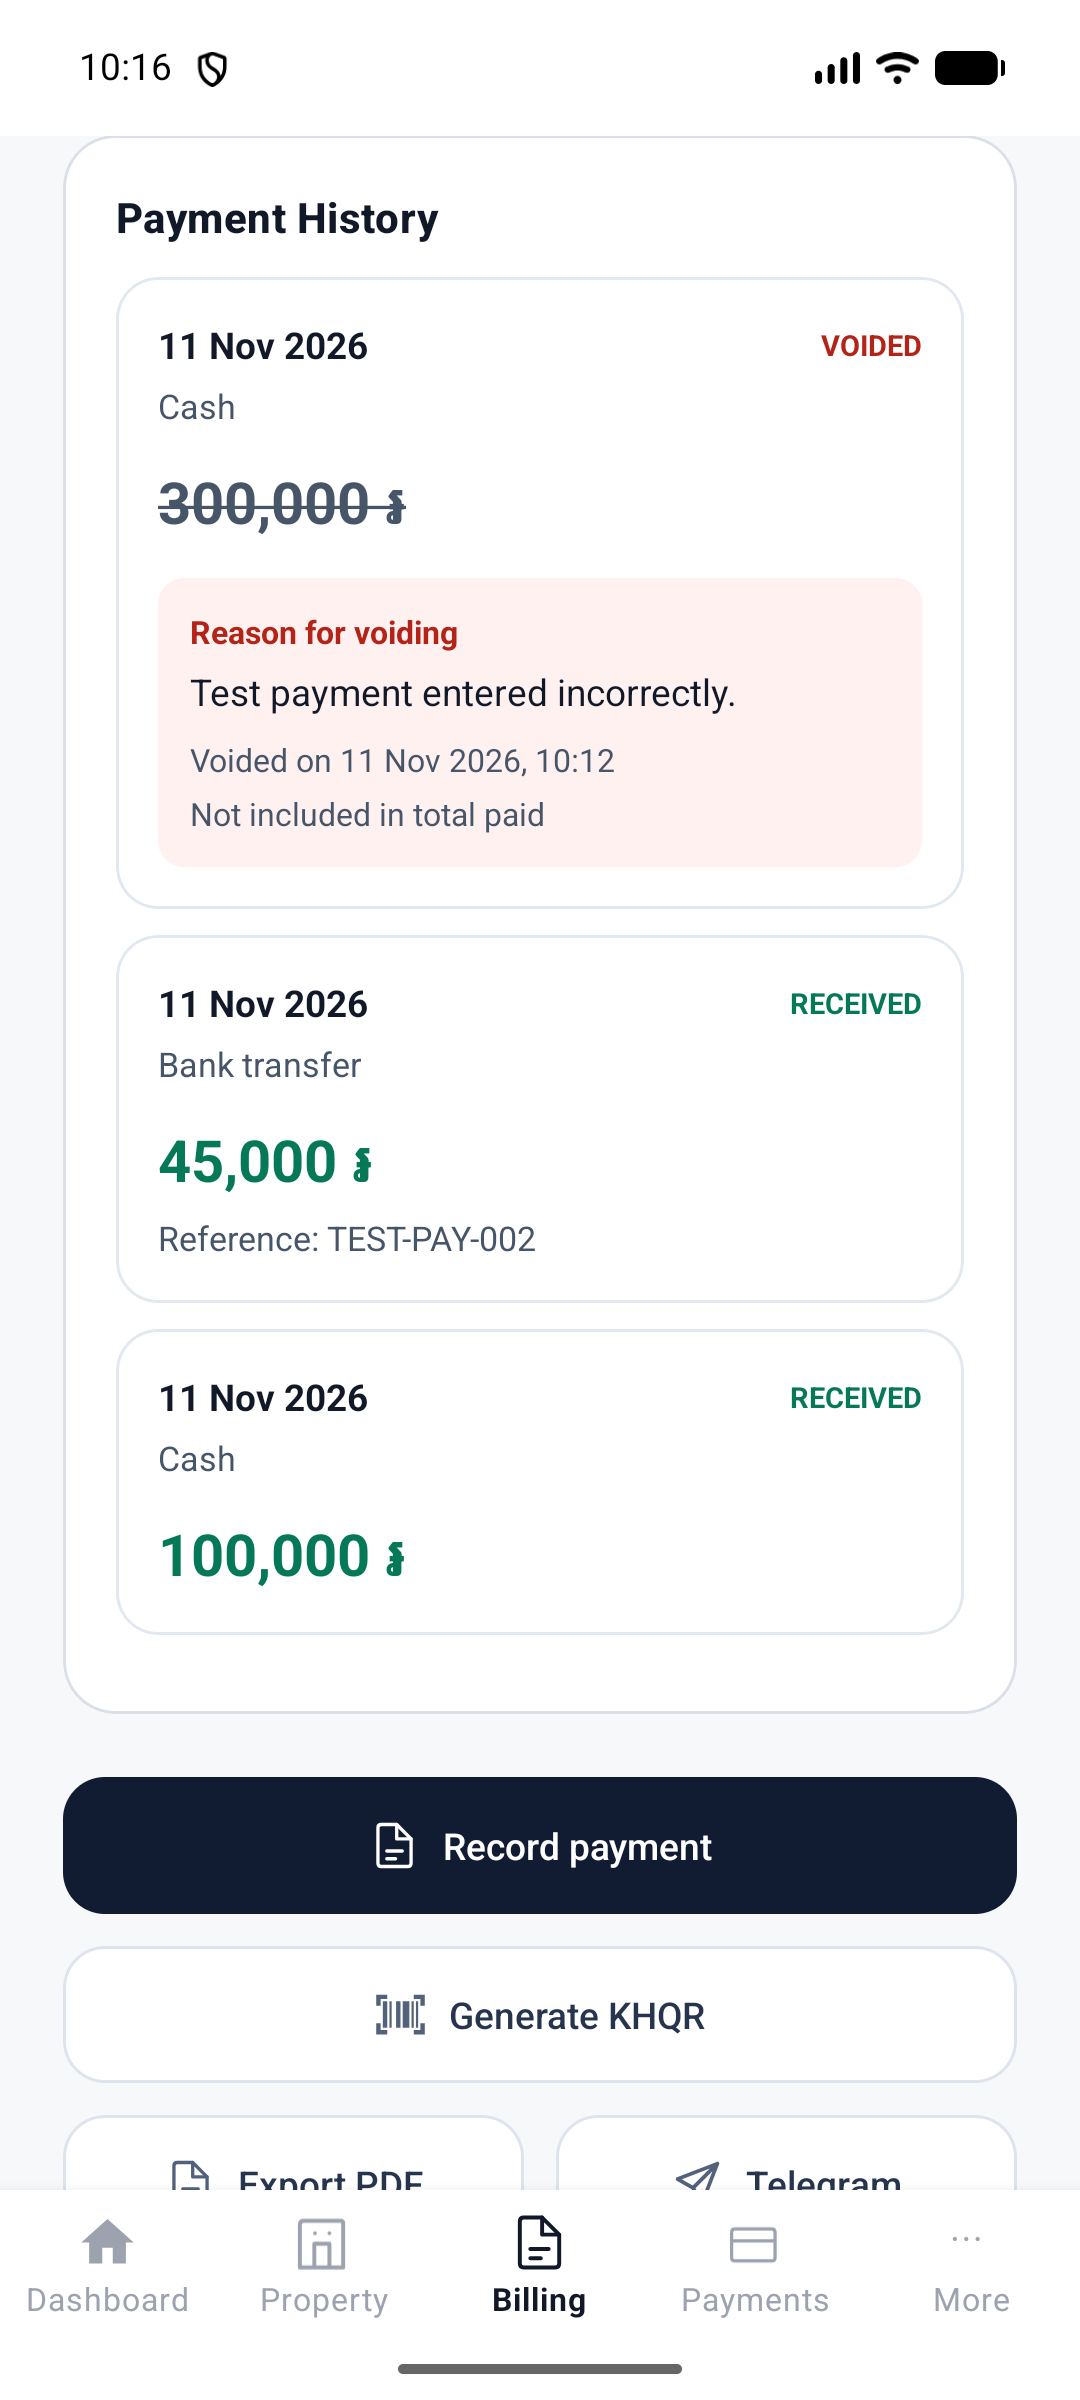 10:16
Payment History
11 Nov 2026
VOIDED
Cash
300,000 ៛
Reason for voiding
Test payment entered incorrectly.
Voided on 11 Nov 2026, 10:12
Not included in total paid
11 Nov 2026
RECEIVED
Bank transfer
45,000 ៛
Reference: TEST-PAY-002
11 Nov 2026
RECEIVED
Cash
100,000 ៛
Record payment
Generate KHQR
Export PDF
Telegram
Dashboard
Property
Billing
Payments
More